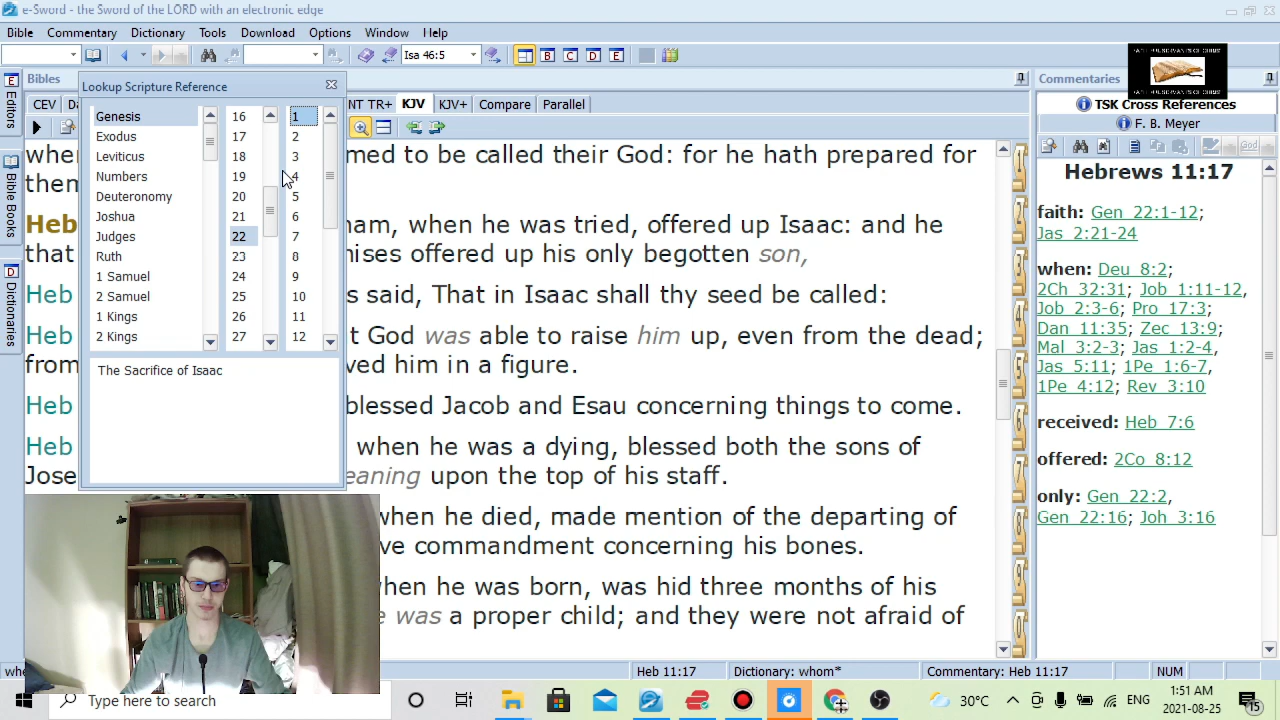 e-Sword - the Sword of the LORD with an electronic edge
Bible Commentary Dictionary Tools Download Options Window Help
Isa 46:5 B C D E
E Editors
Bible Books
D Dictionaries
Bibles
Lookup Scripture Reference
CEV NT TR+ KJV KJV+ Compare Parallel
Genesis 16 1
Exodus 17 2
Leviticus 18 3
Numbers 19 4
Deuteronomy 20 5
Joshua 21 6
Judges 22 7
Ruth 23 8
1 Samuel 24 9
2 Samuel 25 10
1 Kings 26 11
2 Kings 27 12
The Sacrifice of Isaac
when med to be called their God: for he hath prepared for
them
Heb ham, when he was tried, offered up Isaac: and he
that mises offered up his only begotten son,
Heb s said, That in Isaac shall thy seed be called:
Heb t God was able to raise him up, even from the dead;
from ved him in a figure.
Heb blessed Jacob and Esau concerning things to come.
Heb when he was a dying, blessed both the sons of
Jose eaning upon the top of his staff.
when he died, made mention of the departing of
ve commandment concerning his bones.
hen he was born, was hid three months of his
e was a proper child; and they were not afraid of
Commentaries
TSK Cross References
F. B. Meyer
Hebrews 11:17
faith: Gen 22:1-12;
Jas 2:21-24
when: Deu 8:2;
2Ch 32:31; Job 1:11-12,
Job 2:3-6; Pro 17:3;
Dan 11:35; Zec 13:9;
Mal 3:2-3; Jas 1:2-4,
Jas 5:11; 1Pe 1:6-7,
1Pe 4:12; Rev 3:10
received: Heb 7:6
offered: 2Co 8:12
only: Gen 22:2,
Gen 22:16; Joh 3:16
Heb 11:17 Dictionary: whom* Commentary: Heb 11:17 NUM
Type here to search
30°C ENG 1:51 AM
2021-08-25 15